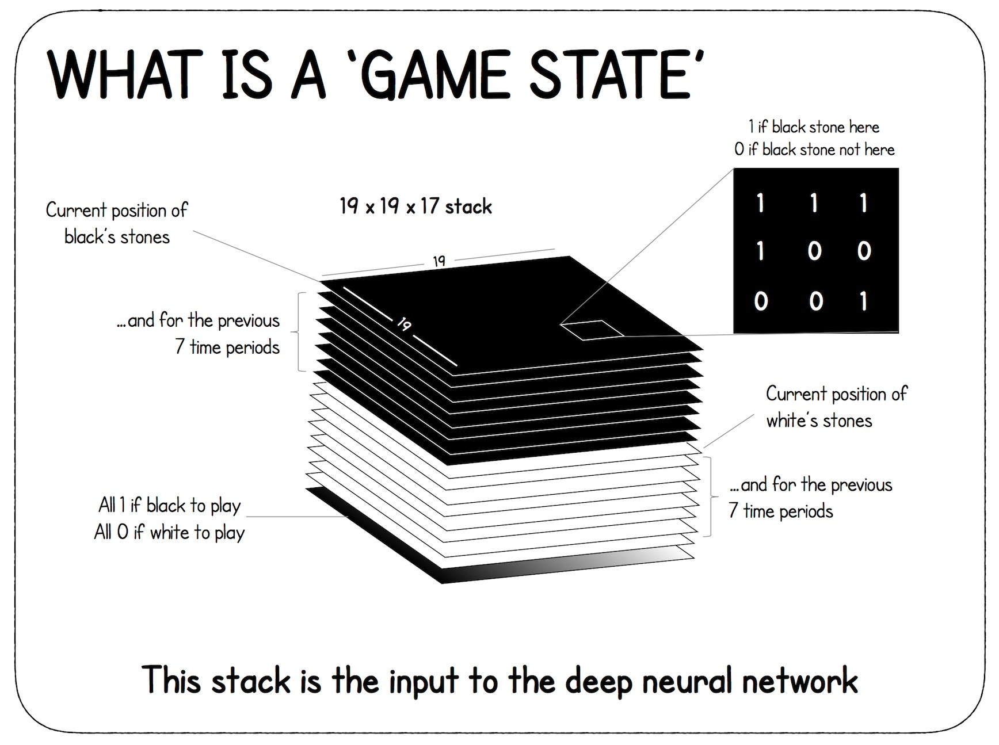 WHAT IS A ‘GAME STATE’
1 if black stone here
0 if black stone not here
1 1 1
1 0 0
0 0 1
19 x 19 x 17 stack
Current position of
black’s stones
19
19
...and for the previous
7 time periods
Current position of
white’s stones
...and for the previous
7 time periods
All 1 if black to play
All 0 if white to play
This stack is the input to the deep neural network